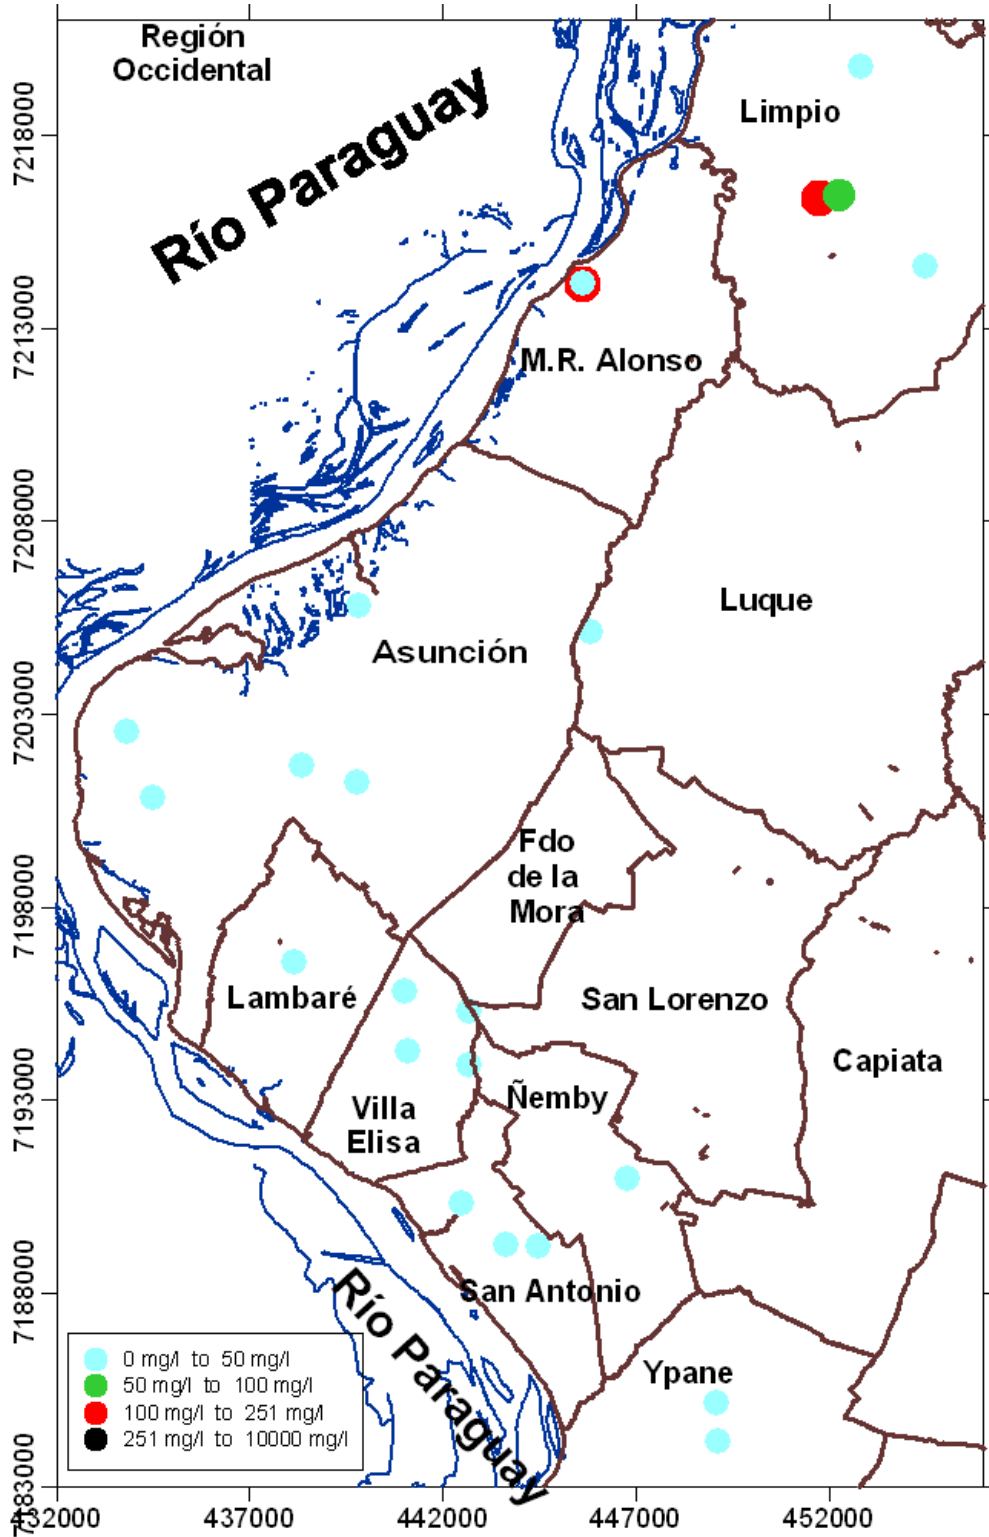 Región
Occidental
Río Paraguay
Limpio
M.R. Alonso
Luque
Asunción
Fdo
de la
Mora
Lambaré
San Lorenzo
Capiata
Villa
Elisa
Ñemby
San Antonio
Río Paraguay
Ypane
0 mg/l to 50 mg/l
50 mg/l to 100 mg/l
100 mg/l to 251 mg/l
251 mg/l to 10000 mg/l
7218000
7213000
7208000
7203000
7198000
7193000
7188000
7183000
432000 437000 442000 447000 452000